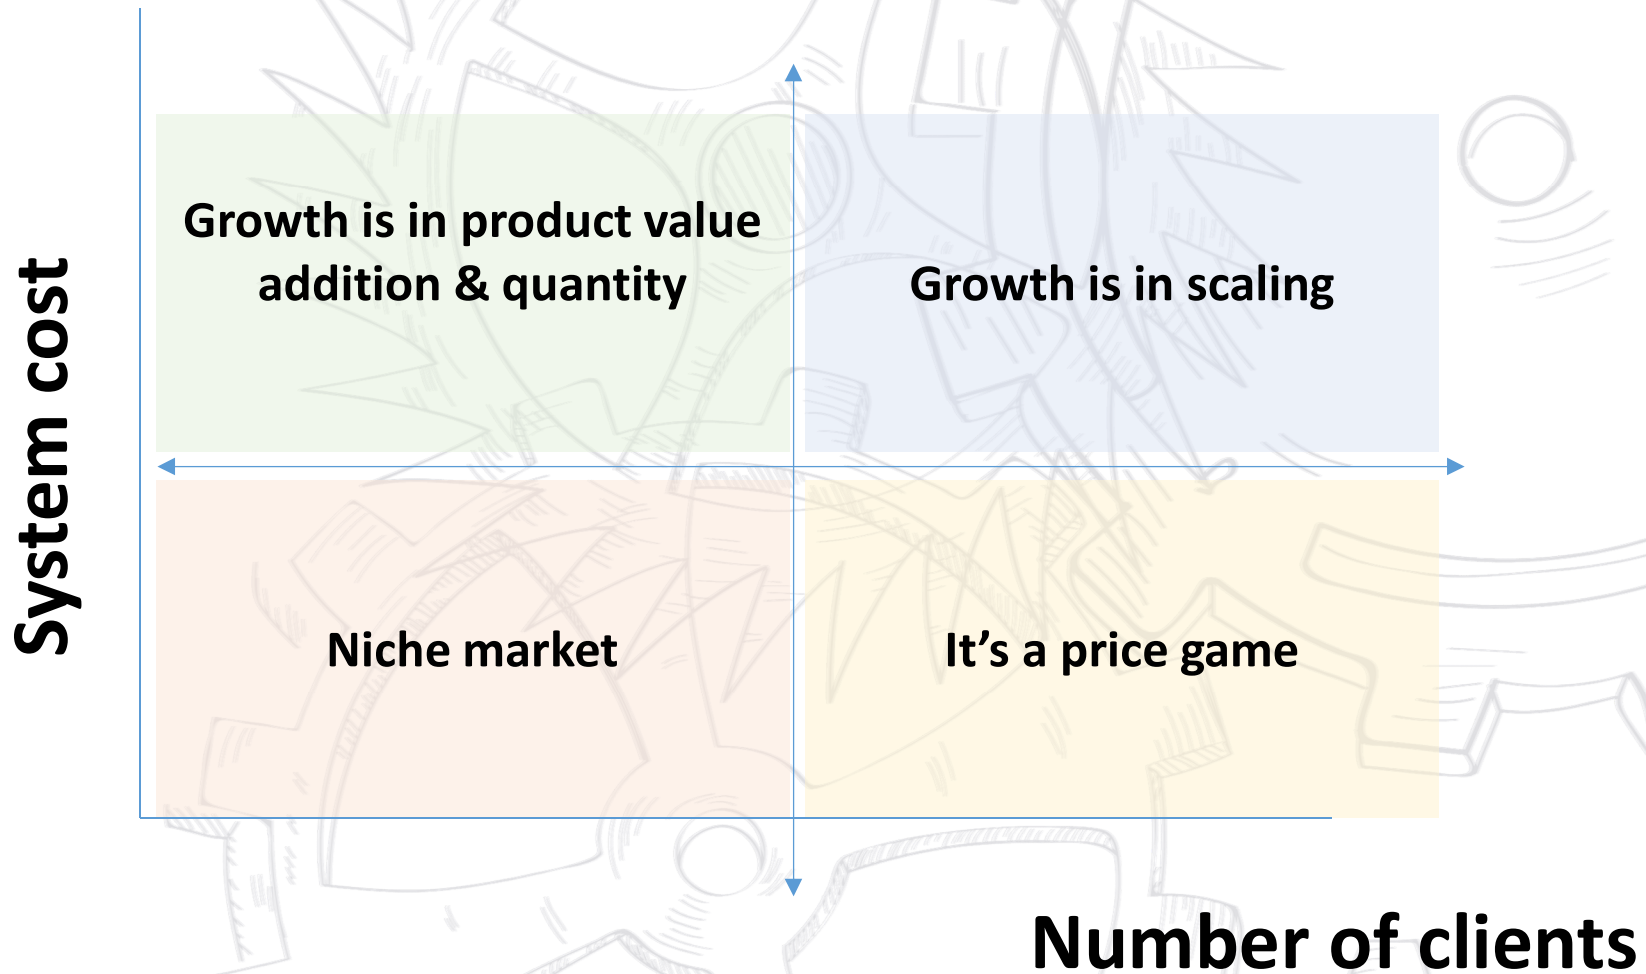 System cost
Growth is in product value
addition & quantity
Growth is in scaling
Niche market
It’s a price game
Number of clients